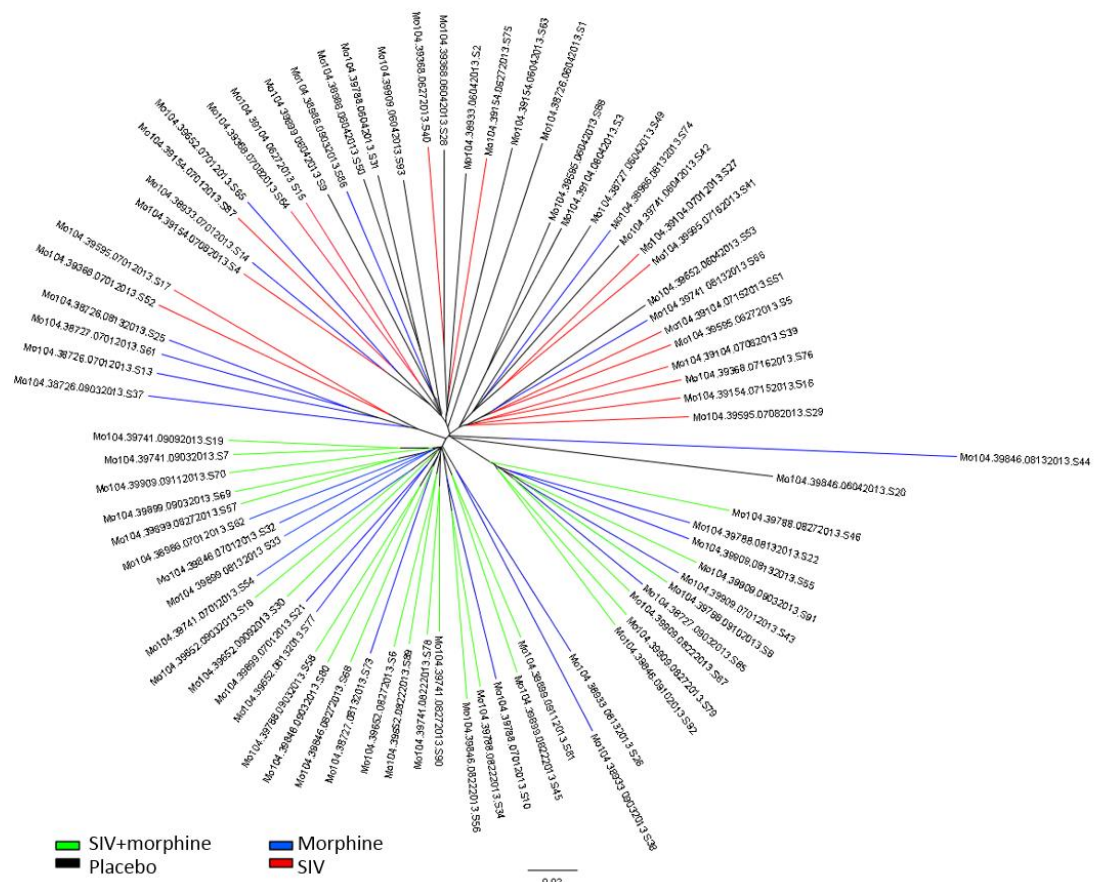 Mo104.39368.06272013.S40
Mo104.39368.06042013.S28
Mo104.38933.06042013.S2
Mo104.39154.06272013.S75
Mo104.39154.06042013.S63
Mo104.38726.06042013.S1
Mo104.39595.06042013.S88
Mo104.39104.06042013.S3
Mo104.38727.06042013.S49
Mo104.38986.08132013.S74
Mo104.39741.06042013.S42
Mo104.39104.07012013.S27
Mo104.39595.07162013.S41
Mo104.39652.06042013.S53
Mo104.39741.08132013.S66
Mo104.39104.07152013.S51
Mo104.39595.06272013.S5
Mo104.39104.07082013.S39
Mo104.39368.07162013.S76
Mo104.39154.07152013.S16
Mo104.39595.07082013.S29
Mo104.39846.08132013.S44
Mo104.39846.06042013.S20
Mo104.39788.08272013.S46
Mo104.39788.08132013.S22
Mo104.39909.08132013.S55
Mo104.39909.09032013.S91
Mo104.39909.07012013.S43
Mo104.39788.09102013.S8
Mo104.38727.09032013.S85
Mo104.39909.08222013.S67
Mo104.39909.08272013.S79
Mo104.39846.09102013.S92
Mo104.38933.08132013.S26
Mo104.38933.09032013.S38
Mo104.39899.09112013.S81
Mo104.39899.08222013.S45
Mo104.39788.07012013.S10
Mo104.39788.08222013.S34
Mo104.39846.08222013.S56
Mo104.39741.08272013.S90
Mo104.39741.08222013.S78
Mo104.39652.08222013.S89
Mo104.39652.08272013.S6
Mo104.38727.08132013.S73
Mo104.39846.08272013.S68
Mo104.39846.09032013.S80
Mo104.39788.09032013.S58
Mo104.39652.08132013.S77
Mo104.39899.07012013.S21
Mo104.39652.09092013.S30
Mo104.39652.09032013.S18
Mo104.39741.07012013.S54
Mo104.39899.08132013.S33
Mo104.39846.07012013.S32
Mo104.38986.07012013.S62
Mo104.39899.08272013.S57
Mo104.39899.09032013.S69
Mo104.39909.09112013.S70
Mo104.39741.09032013.S7
Mo104.39741.09092013.S19
Mo104.38726.09032013.S37
Mo104.38726.07012013.S13
Mo104.38727.07012013.S61
Mo104.38726.08132013.S25
Mo104.39368.07012013.S52
Mo104.39595.07012013.S17
Mo104.39154.07082013.S4
Mo104.38933.07012013.S14
Mo104.39154.07012013.S87
Mo104.39652.07012013.S65
Mo104.39368.07082013.S64
Mo104.39104.06272013.S15
Mo104.39899.06042013.S9
Mo104.38986.09032013.S86
Mo104.38986.06042013.S50
Mo104.39788.06042013.S31
Mo104.39909.06042013.S93
SIV+morphine
Morphine
Placebo
SIV